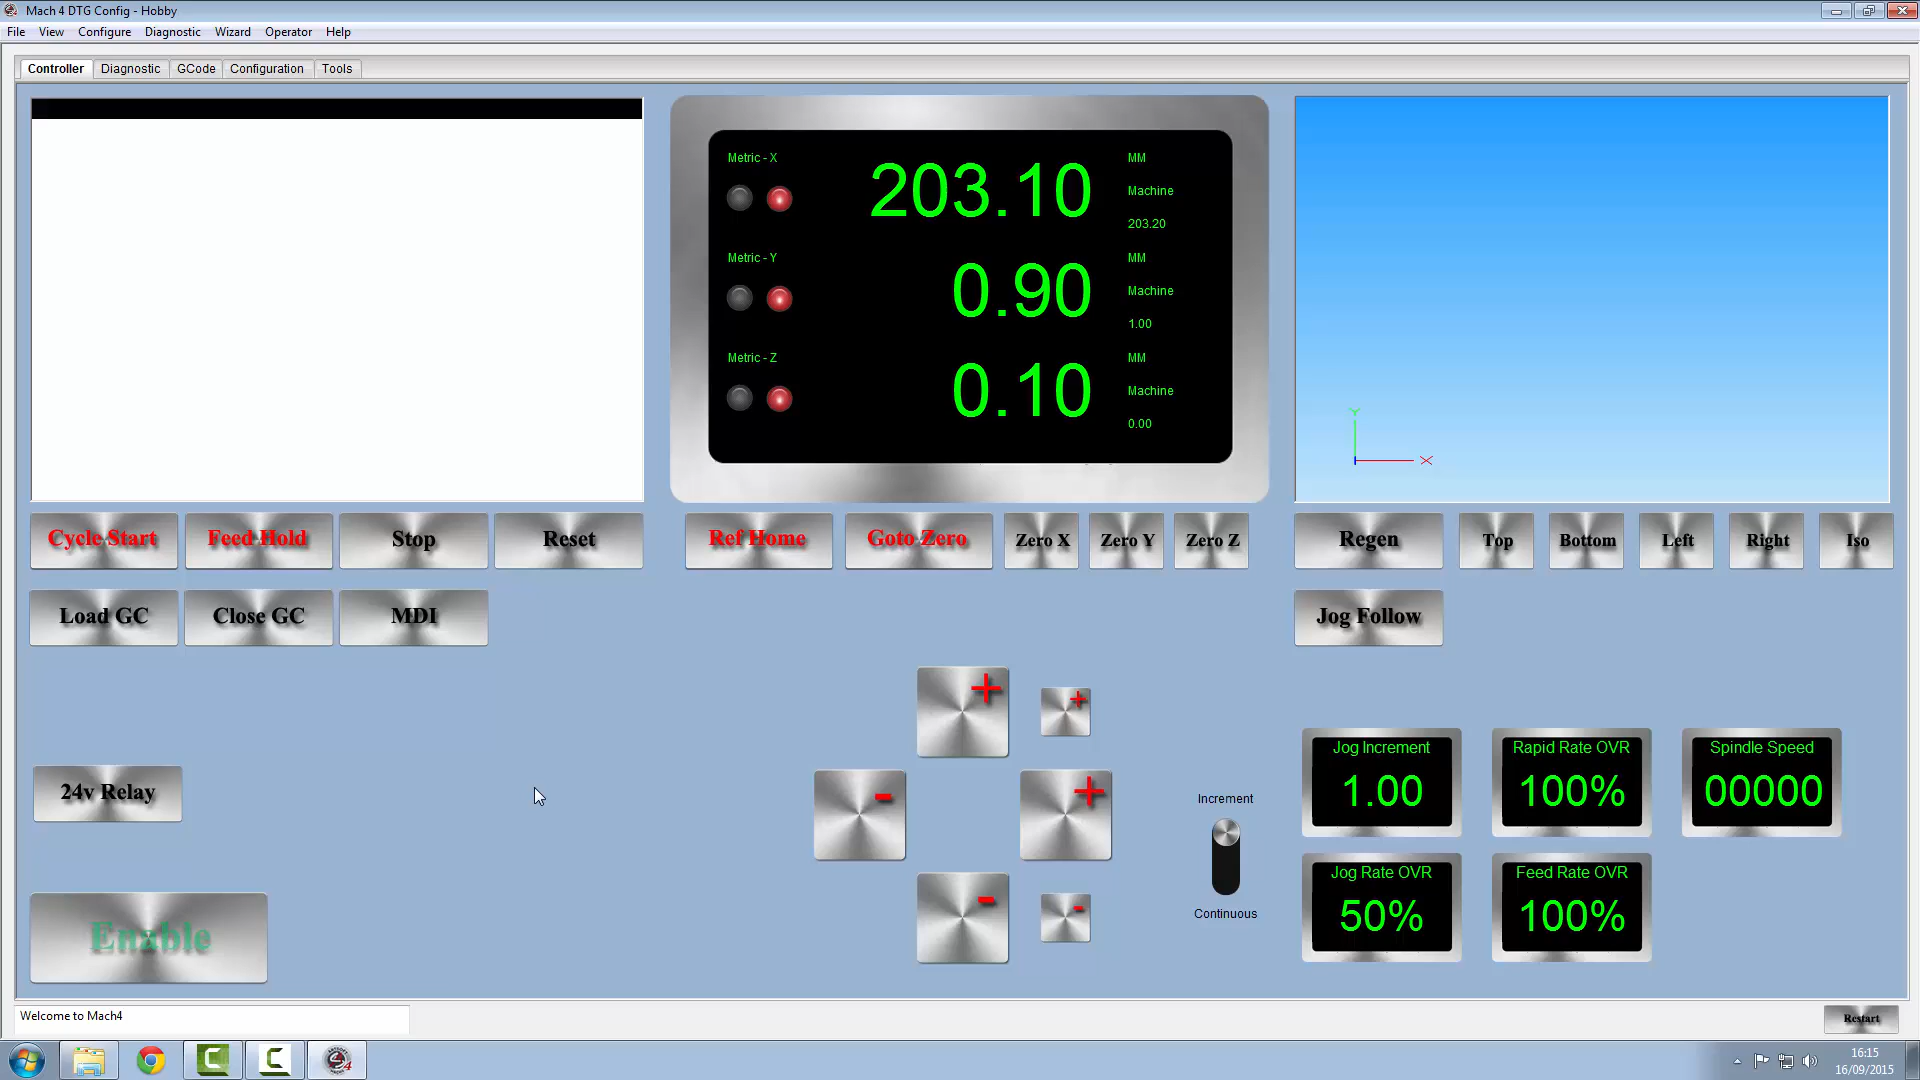 Mach 4 DTG Config - Hobby
File View Configure Diagnostic Wizard Operator Help
Controller Diagnostic GCode Configuration Tools
Metric - X
203.10
MM
Machine
203.20
Metric - Y
0.90
MM
Machine
1.00
Metric - Z
0.10
MM
Machine
0.00
Cycle Start Feed Hold Stop Reset
Ref Home Goto Zero Zero X Zero Y Zero Z
Regen Top Bottom Left Right Iso
Load GC Close GC MDI
Jog Follow
+ +
- +
- -
24v Relay
Enable
Increment
Continuous
Jog Increment
1.00
Rapid Rate OVR
100%
Spindle Speed
00000
Jog Rate OVR
50%
Feed Rate OVR
100%
Welcome to Mach4
Restart
16:15
16/09/2015